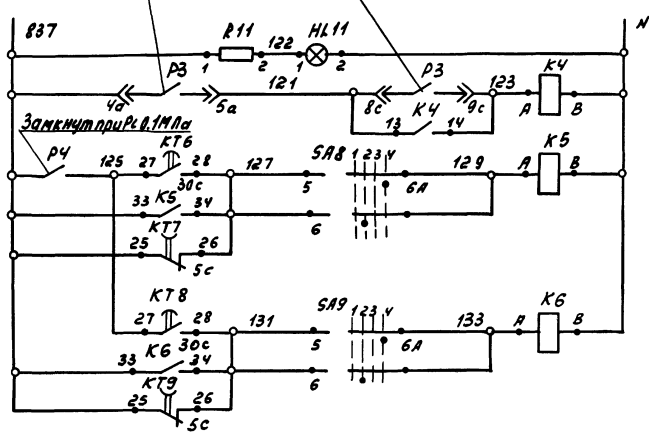 837 R11 122 HL11 N
1 2 1 2
P3 121 P3 123 K4
4a 5a 8c 9c A B
K4
13 14
Замкнут при P≤0,1МПа
P4 125 KT6 127 SA8 129 K5
27 28 1 2 3 4 A B
30c 5 6A
33 K5 34
KT7 6
25 26
5c
KT8 131 SA9 133 K6
27 28 1 2 3 4 A B
30c 5 6A
33 K6 34
KT9 6
25 26
5c